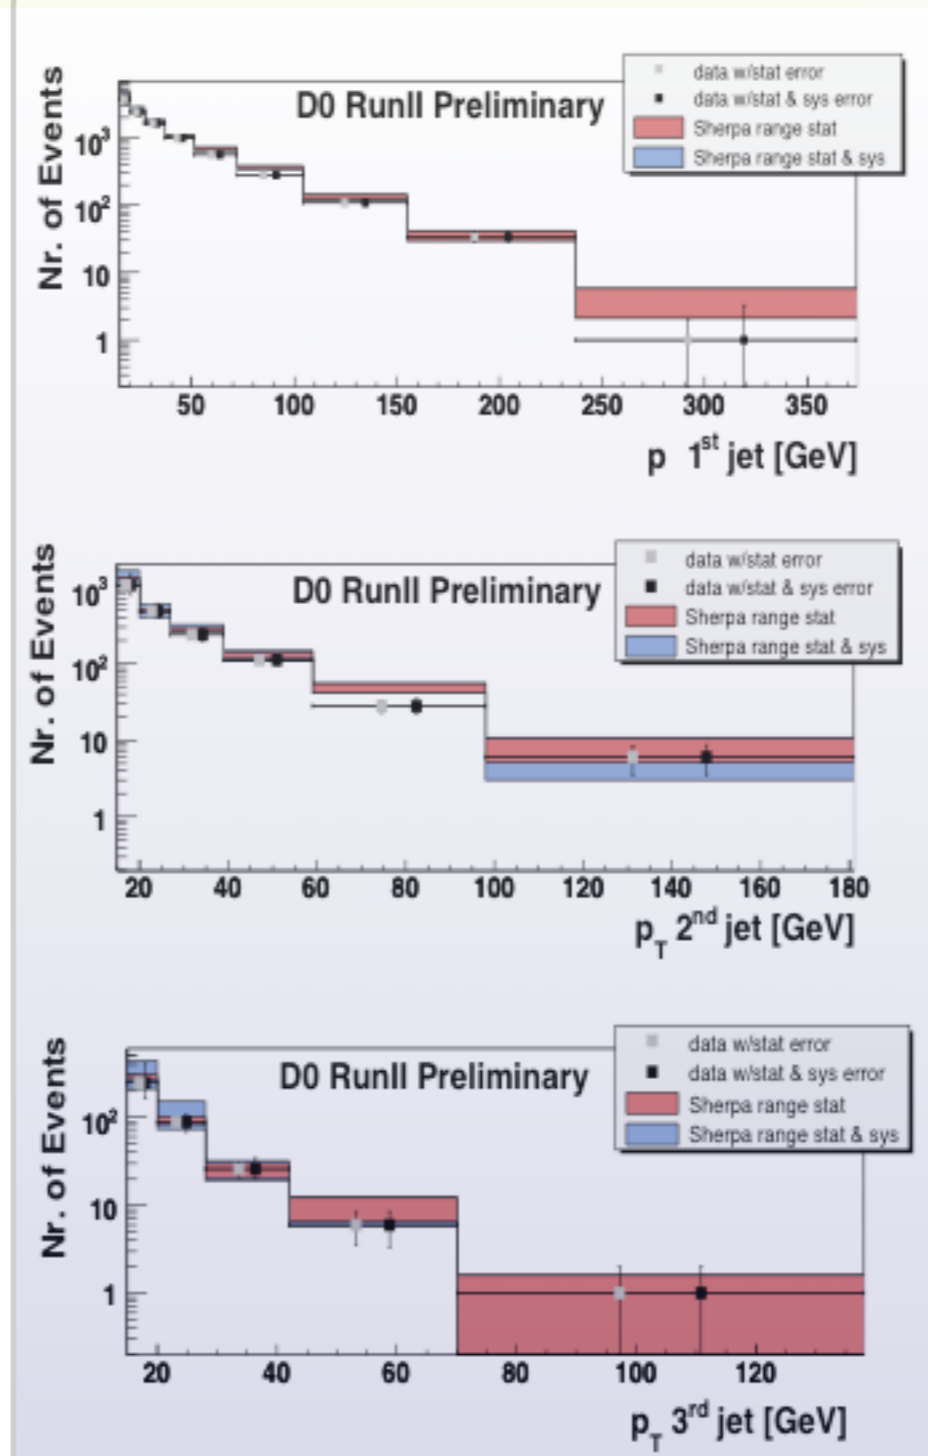 Nr. of Events
D0 RunII Preliminary
data w/stat error
data w/stat & sys error
Sherpa range stat
Sherpa range stat & sys
10³
10²
10
1
50 100 150 200 250 300 350
p 1st jet [GeV]
Nr. of Events
D0 RunII Preliminary
data w/stat error
data w/stat & sys error
Sherpa range stat
Sherpa range stat & sys
10³
10²
10
1
20 40 60 80 100 120 140 160 180
pT 2nd jet [GeV]
Nr. of Events
D0 RunII Preliminary
data w/stat error
data w/stat & sys error
Sherpa range stat
Sherpa range stat & sys
10²
10
1
20 40 60 80 100 120
pT 3rd jet [GeV]